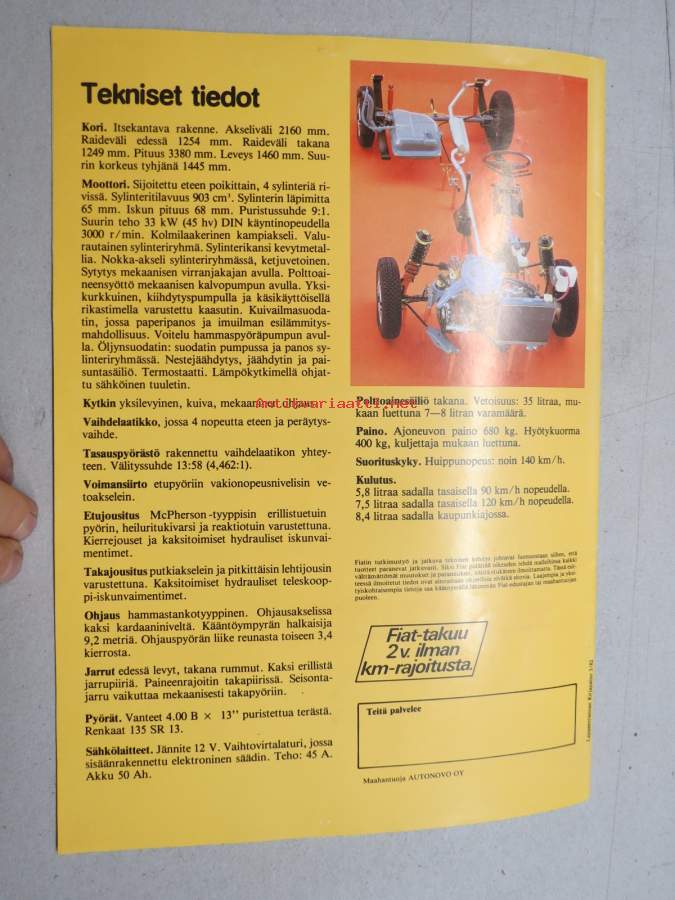 Tekniset tiedot
Kori. Itsekantava rakenne. Akseliväli 2160 mm.
Raideväli edessä 1254 mm. Raideväli takana
1249 mm. Pituus 3380 mm. Leveys 1460 mm. Suu-
rin korkeus tyhjänä 1445 mm.
Moottori. Sijoitettu eteen poikittain, 4 sylinteriä ri-
vissä. Sylinteritilavuus 903 cm³. Sylinterin läpimitta
65 mm. Iskun pituus 68 mm. Puristussuhde 9:1.
Suurin teho 33 kW (45 hv) DIN käyntinopeudella
3000 r/min. Kolmilaakerinen kampiakseli. Valu-
rautainen sylinteriryhmä. Sylinterikansi kevytmetal-
lia. Nokka-akseli sylinteriryhmässä, ketjuvetoinen.
Sytytys mekaanisen virranjakajan avulla. Polttoai-
neensyöttö mekaanisen kalvopumpun avulla. Yksi-
kurkkuinen, kiihdytyspumpulla ja käsikäyttöisellä
rikastimella varustettu kaasutin. Kuivailmasuoda-
tin, jossa paperipanos ja imuilman esilämmitys-
mahdollisuus. Voitelu hammaspyöräpumpun avul-
la. Öljynsuodatin: suodatin pumpussa ja panos sy-
linteriryhmässä. Nestejäähdytys, jäähdytin ja pai-
suntasäiliö. Termostaatti. Lämpökytkimellä ohjat-
tu sähköinen tuuletin.
Kytkin yksilevyinen, kuiva, mekaaninen ohjaus.
Vaihdelaatikko, jossa 4 nopeutta eteen ja peräytys-
vaihde.
Tasauspyörästö rakennettu vaihdelaatikon yhtey-
teen. Välityssuhde 13:58 (4,462:1).
Voimansiirto etupyöriin vakionopeusnivelisin ve-
toakselein.
Etujousitus McPherson-tyyppisin erillistuetuin
pyörin, heiluritukivarsi ja reaktiotuin varustettuna.
Kierrejouset ja kaksitoimiset hydrauliset iskunvai-
mentimet.
Takajousitus putkiakselein ja pitkittäisin lehtijousin
varustettuna. Kaksitoimiset hydrauliset teleskoop-
pi-iskunvaimentimet.
Ohjaus hammastankotyyppinen. Ohjausakselissa
kaksi kardaaniniveltä. Kääntöympyrän halkaisija
9,2 metriä. Ohjauspyörän liike reunasta toiseen 3,4
kierrosta.
Jarrut edessä levyt, takana rummut. Kaksi erillistä
jarrupiiriä. Paineenrajoitin takapiirissä. Seisonta-
jarru vaikuttaa mekaanisesti takapyöriin.
Pyörät. Vanteet 4.00 B × 13" puristettua terästä.
Renkaat 135 SR 13.
Sähkölaitteet. Jännite 12 V. Vaihtovirtalaturi, jossa
sisäänrakennettu elektroninen säädin. Teho: 45 A.
Akku 50 Ah.
Polttoainesäiliö takana. Vetoisuus: 35 litraa, mu-
kaan luettuna 7—8 litran varamäärä.
Paino. Ajoneuvon paino 680 kg. Hyötykuorma
400 kg, kuljettaja mukaan luettuna.
Suorituskyky. Huippunopeus: noin 140 km/h.
Kulutus.
5,8 litraa sadalla tasaisella 90 km/h nopeudella.
7,5 litraa sadalla tasaisella 120 km/h nopeudella.
8,4 litraa sadalla kaupunkiajossa.
Fiatin tutkimustyö ja jatkuva tekninen kehitys johtavat luonnostaan siihen, että
puoleen.
Fiat-takuu
2 v. ilman
km-rajoitusta.
Teitä palvelee
Maahantuoja AUTONOVO OY